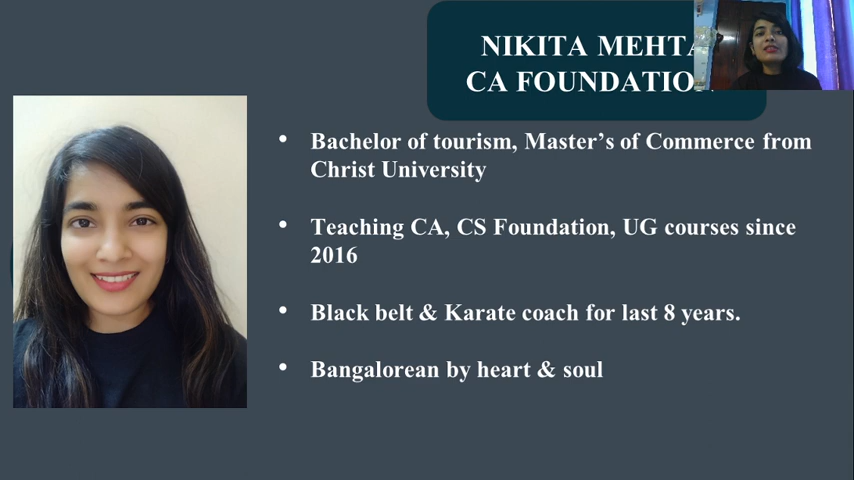 NIKITA MEHTA
CA FOUNDATION
• Bachelor of tourism, Master's of Commerce from
Christ University
• Teaching CA, CS Foundation, UG courses since
2016
• Black belt & Karate coach for last 8 years.
• Bangalorean by heart & soul